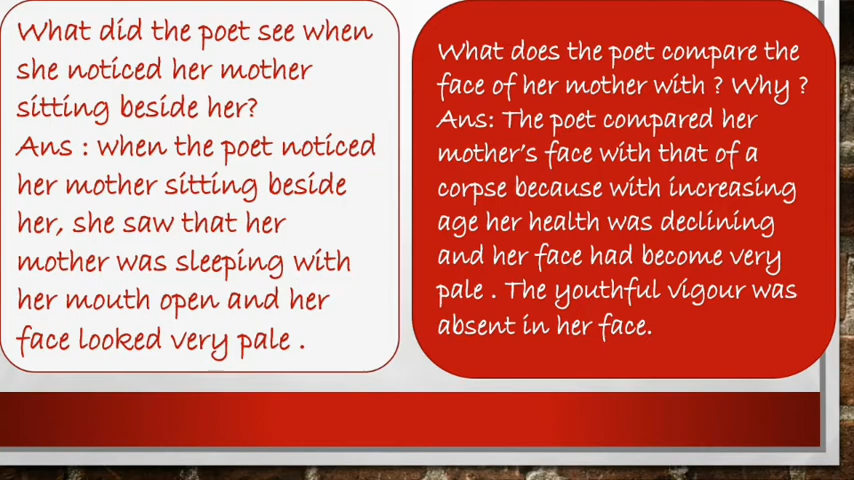 What did the poet see when
she noticed her mother
sitting beside her?
Ans : when the poet noticed
her mother sitting beside
her, she saw that her
mother was sleeping with
her mouth open and her
face looked very pale .
What does the poet compare the
face of her mother with ? Why ?
Ans: The poet compared her
mother's face with that of a
corpse because with increasing
age her health was declining
and her face had become very
pale . The youthful vigour was
absent in her face.